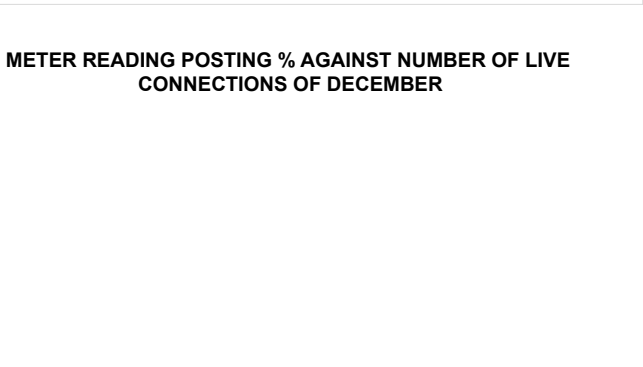 METER READING POSTING % AGAINST NUMBER OF LIVE
CONNECTIONS OF DECEMBER